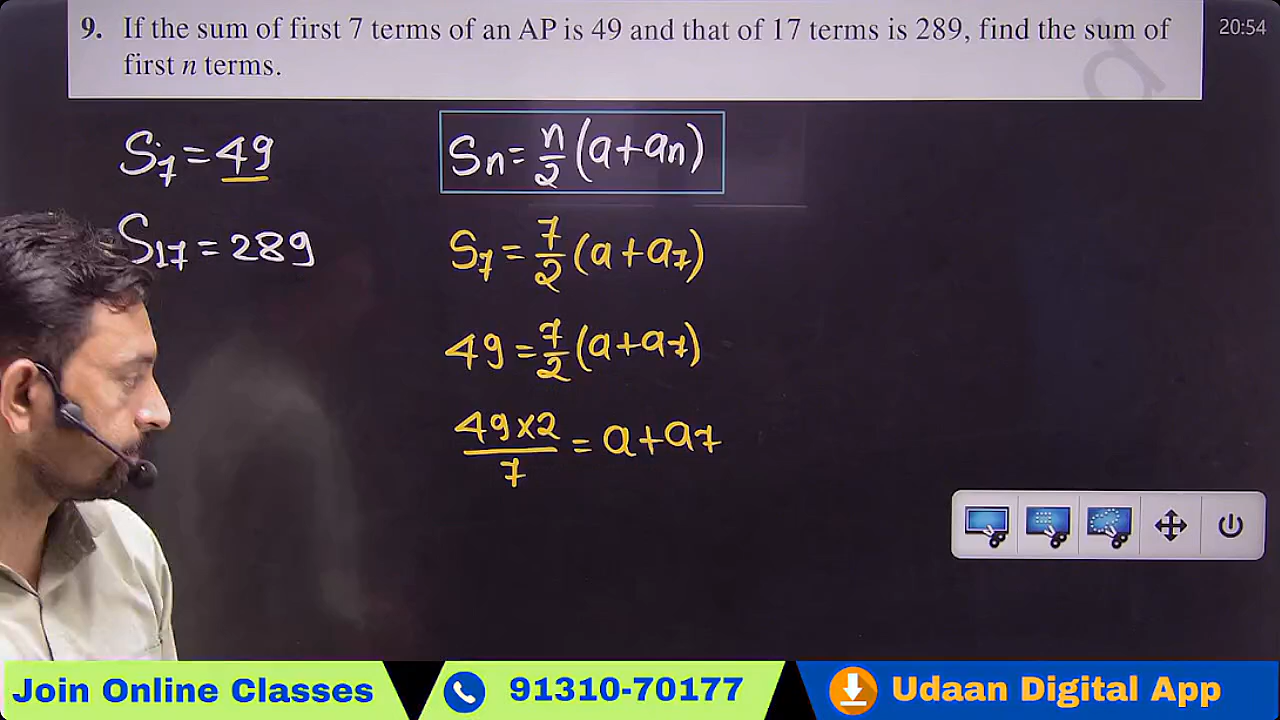 9. If the sum of first 7 terms of an AP is 49 and that of 17 terms is 289, find the sum of
first n terms.
20:54
S₇ = 49
S₁₇ = 289
Sn = n/2 (a + an)
S₇ = 7/2 (a + a₇)
49 = 7/2 (a + a₇)
49 × 2 / 7 = a + a₇
Join Online Classes
91310-70177
Udaan Digital App